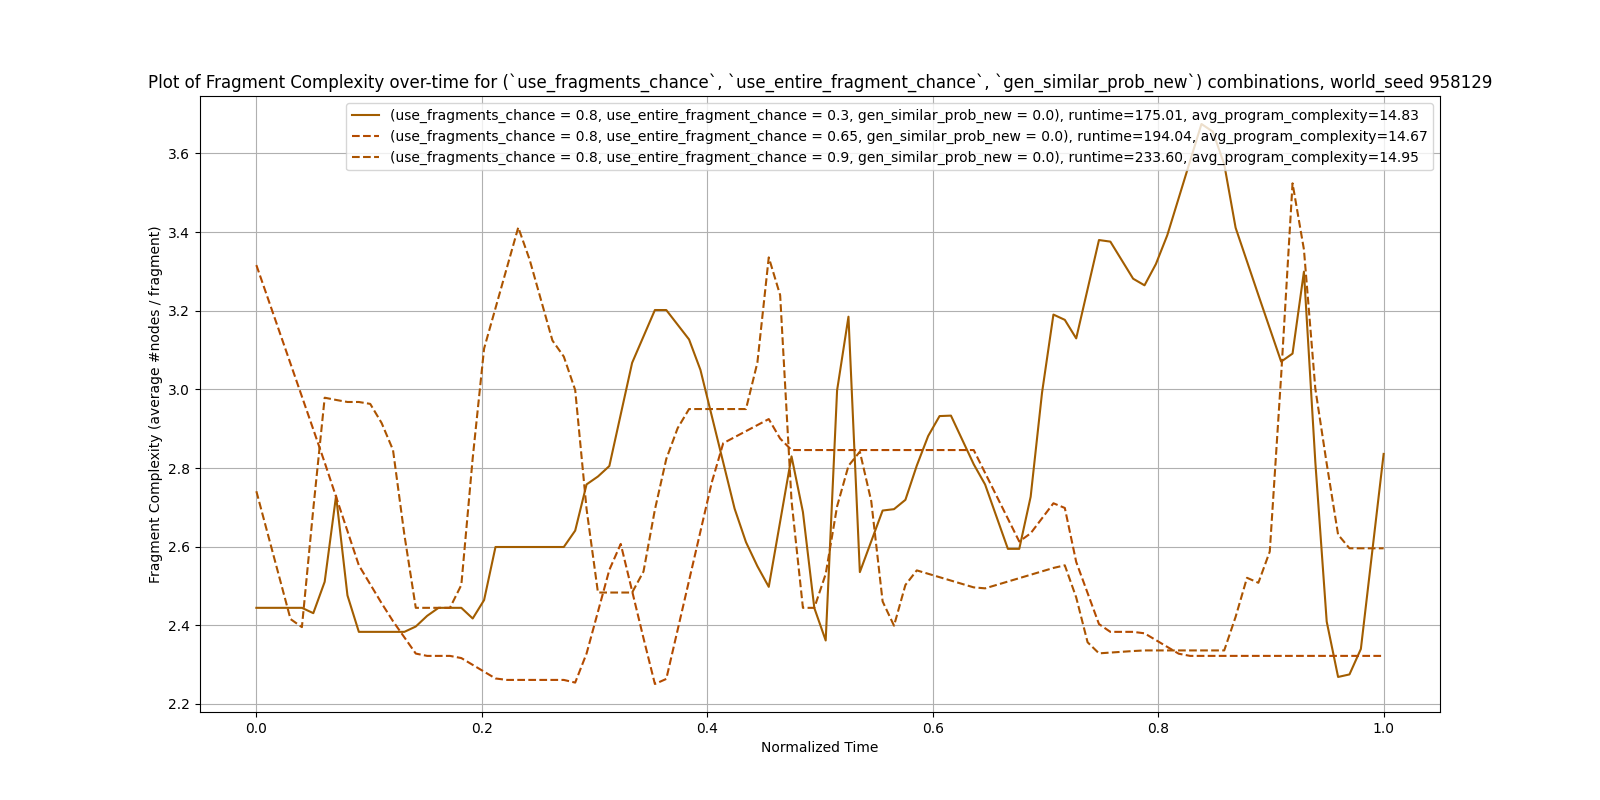 Plot of Fragment Complexity over-time for (`use_fragments_chance`, `use_entire_fragment_chance`, `gen_similar_prob_new`) combinations, world_seed 958129
(use_fragments_chance = 0.8, use_entire_fragment_chance = 0.3, gen_similar_prob_new = 0.0), runtime=175.01, avg_program_complexity=14.83
(use_fragments_chance = 0.8, use_entire_fragment_chance = 0.65, gen_similar_prob_new = 0.0), runtime=194.04, avg_program_complexity=14.67
(use_fragments_chance = 0.8, use_entire_fragment_chance = 0.9, gen_similar_prob_new = 0.0), runtime=233.60, avg_program_complexity=14.95
Fragment Complexity (average #nodes / fragment)
3.6
3.4
3.2
3.0
2.8
2.6
2.4
2.2
0.0 0.2 0.4 0.6 0.8 1.0
Normalized Time